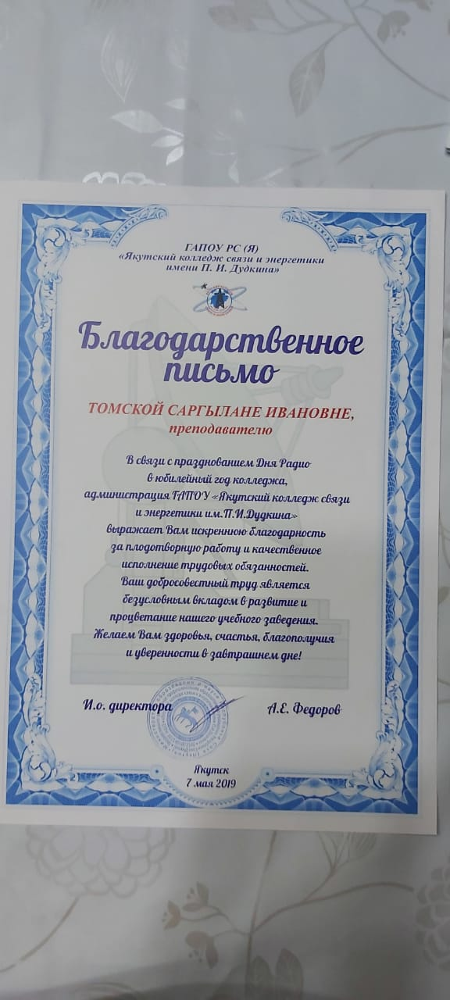 ГАПОУ РС (Я)
«Якутский колледж связи и энергетики
имени П. И. Дудкина»
Благодарственное
письмо
ТОМСКОЙ САРГЫЛАНЕ ИВАНОВНЕ,
преподавателю
В связи с празднованием Дня Радио
в юбилейный год колледжа,
администрация ГАПОУ «Якутский колледж связи
и энергетики им.П.И.Дудкина»
выражает Вам искреннюю благодарность
за плодотворную работу и качественное
исполнение трудовых обязанностей.
Ваш добросовестный труд является
безусловным вкладом в развитие и
процветание нашего учебного заведения.
Желаем Вам здоровья, счастья, благополучия
и уверенности в завтрашнем дне!
И.о. директора А.Е. Федоров
Якутск
7 мая 2019